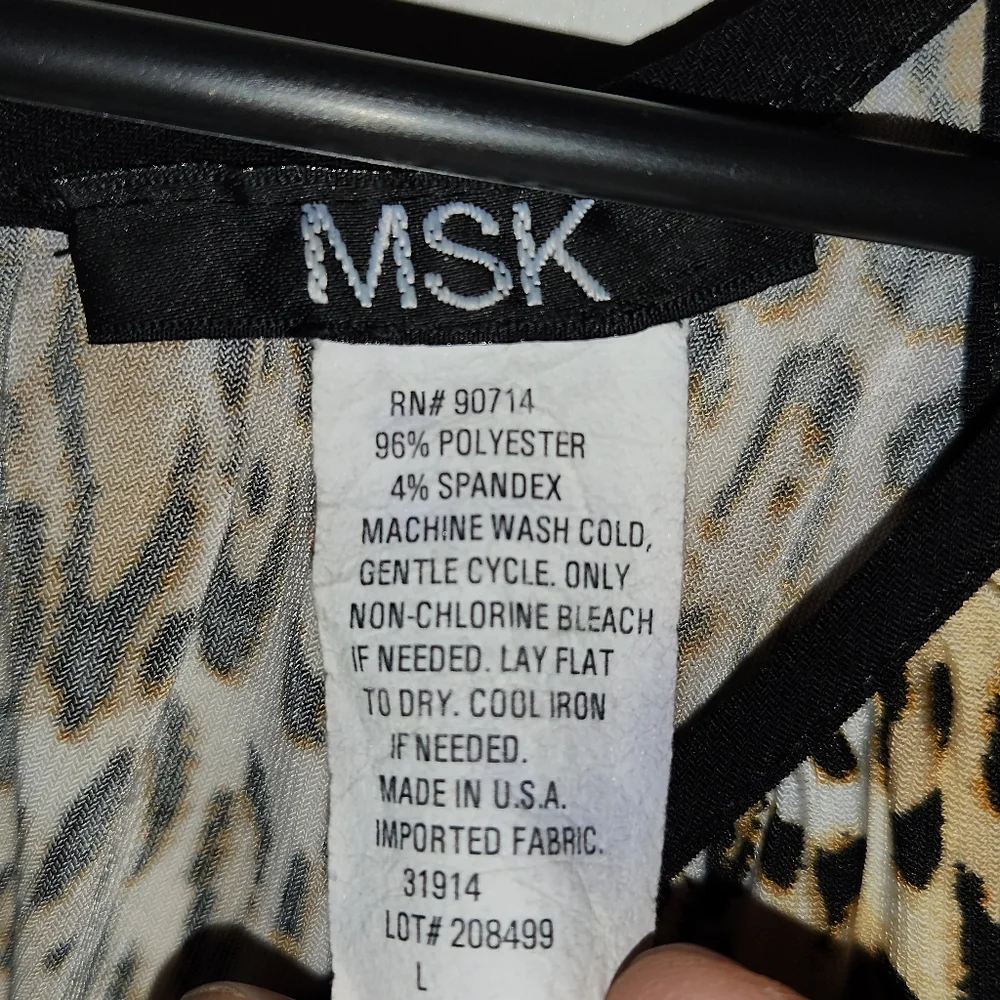 MSK
RN# 90714
96% POLYESTER
4% SPANDEX
MACHINE WASH COLD,
GENTLE CYCLE. ONLY
NON-CHLORINE BLEACH
IF NEEDED. LAY FLAT
TO DRY. COOL IRON
IF NEEDED.
MADE IN U.S.A.
IMPORTED FABRIC.
31914
LOT# 208499
L